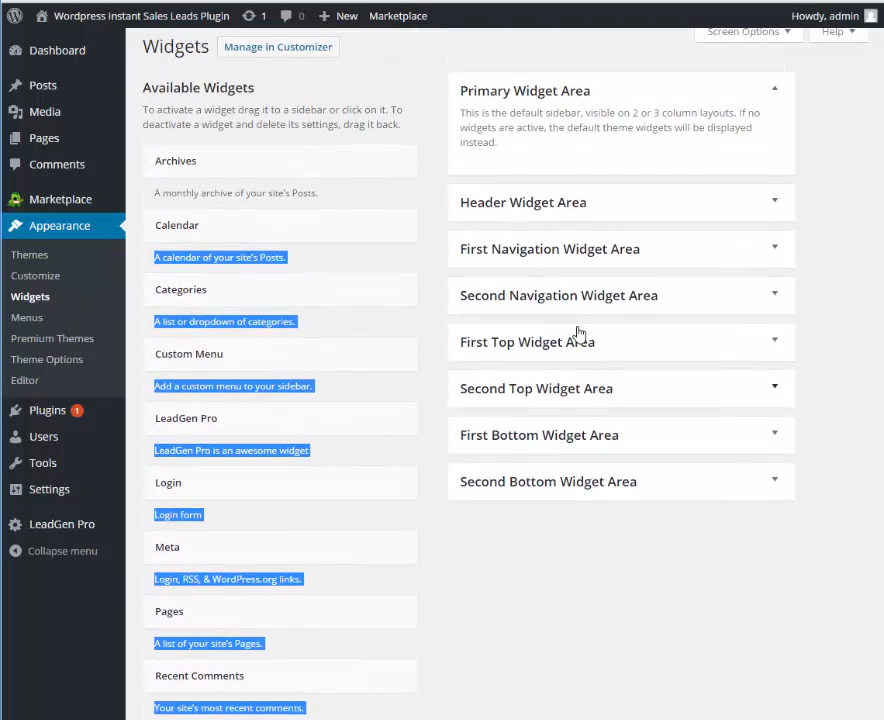 Wordpress Instant Sales Leads Plugin 1 0 New Marketplace Howdy, admin
Dashboard
Posts
Media
Pages
Comments
Marketplace
Appearance
Themes
Customize
Widgets
Menus
Premium Themes
Theme Options
Editor
Plugins 1
Users
Tools
Settings
LeadGen Pro
Collapse menu
Screen Options Help
Widgets Manage in Customizer
Available Widgets
To activate a widget drag it to a sidebar or click on it. To
deactivate a widget and delete its settings, drag it back.
Archives
A monthly archive of your site's Posts.
Calendar
A calendar of your site's Posts.
Categories
A list or dropdown of categories.
Custom Menu
Add a custom menu to your sidebar.
LeadGen Pro
LeadGen Pro is an awesome widget
Login
Login form
Meta
Login, RSS, & WordPress.org links.
Pages
A list of your site's Pages.
Recent Comments
Your site's most recent comments.
Primary Widget Area
This is the default sidebar, visible on 2 or 3 column layouts. If no
widgets are active, the default theme widgets will be displayed
instead.
Header Widget Area
First Navigation Widget Area
Second Navigation Widget Area
First Top Widget Area
Second Top Widget Area
First Bottom Widget Area
Second Bottom Widget Area